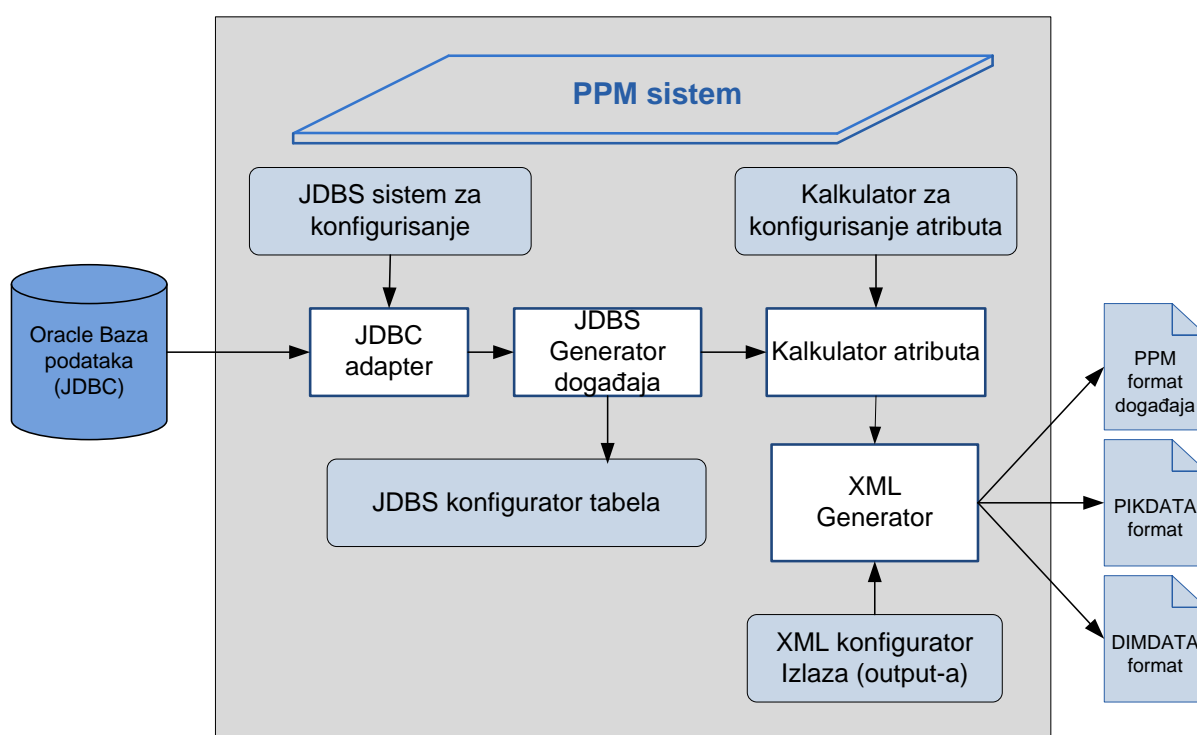 PPM sistem
JDBS sistem za
konfigurisanje
Kalkulator za
konfigurisanje atributa
Oracle Baza
podataka
(JDBC)
JDBC
adapter
JDBS
Generator
događaja
Kalkulator atributa
PPM
format
događaja
JDBS konfigurator tabela
XML
Generator
PIKDATA
format
XML konfigurator
Izlaza (output-a)
DIMDATA
format